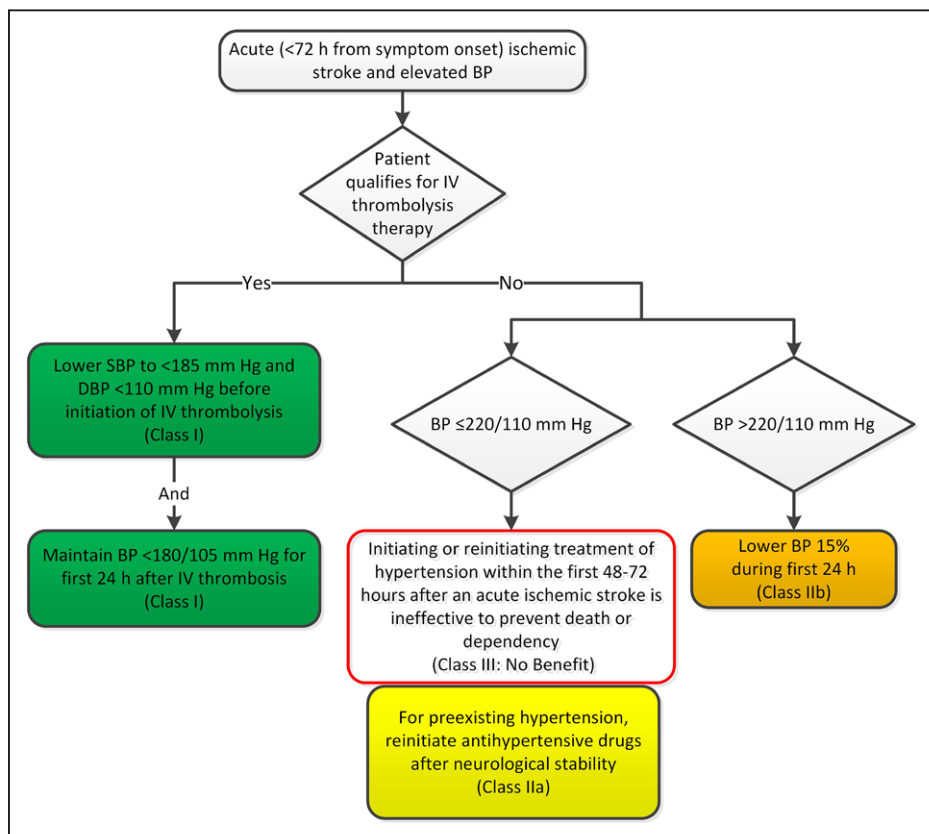 Acute (<72 h from symptom onset) ischemic
stroke and elevated BP
Patient
qualifies for IV
thrombolysis
therapy
Yes
No
Lower SBP to <185 mm Hg and
DBP <110 mm Hg before
initiation of IV thrombolysis
(Class I)
And
Maintain BP <180/105 mm Hg for
first 24 h after IV thrombosis
(Class I)
BP ≤220/110 mm Hg
BP >220/110 mm Hg
Initiating or reinitiating treatment of
hypertension within the first 48-72
hours after an acute ischemic stroke is
ineffective to prevent death or
dependency
(Class III: No Benefit)
Lower BP 15%
during first 24 h
(Class IIb)
For preexisting hypertension,
reinitiate antihypertensive drugs
after neurological stability
(Class IIa)